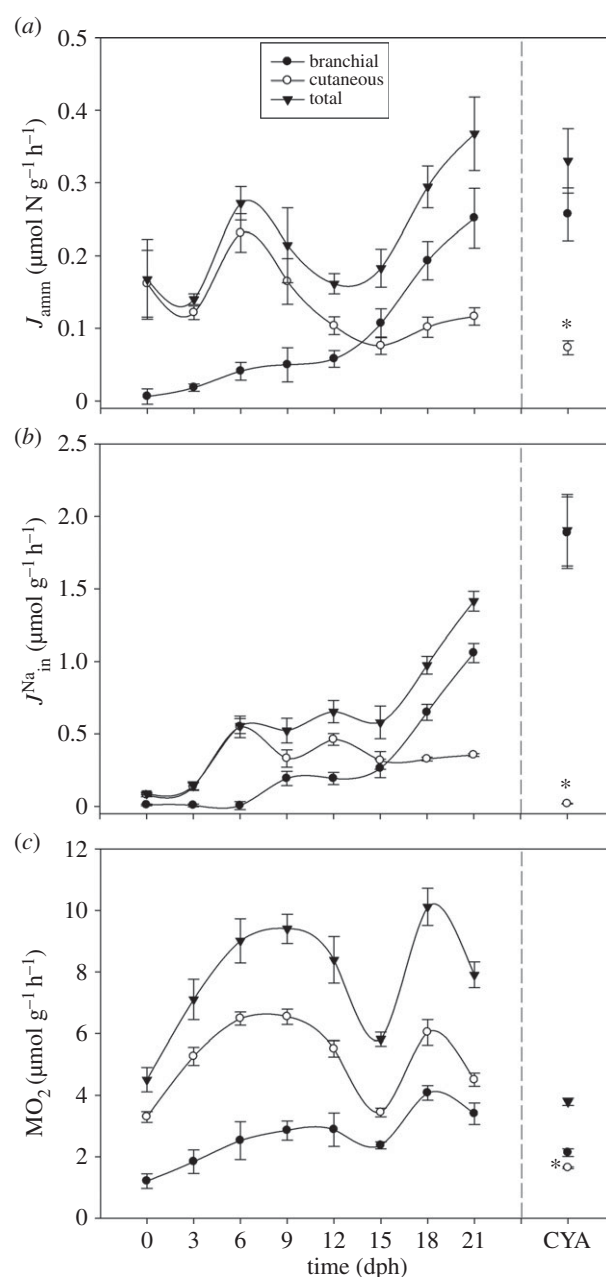 (a)
0.5
0.4
0.3
0.2
0.1
0
J_amm (µmol N g⁻¹ h⁻¹)
branchial
cutaneous
total
*
(b)
2.5
2.0
1.5
1.0
0.5
0
J^Na_in (µmol g⁻¹ h⁻¹)
*
(c)
12
10
8
6
4
2
0
MO₂ (µmol g⁻¹ h⁻¹)
*
0 3 6 9 12 15 18 21 CYA
time (dph)